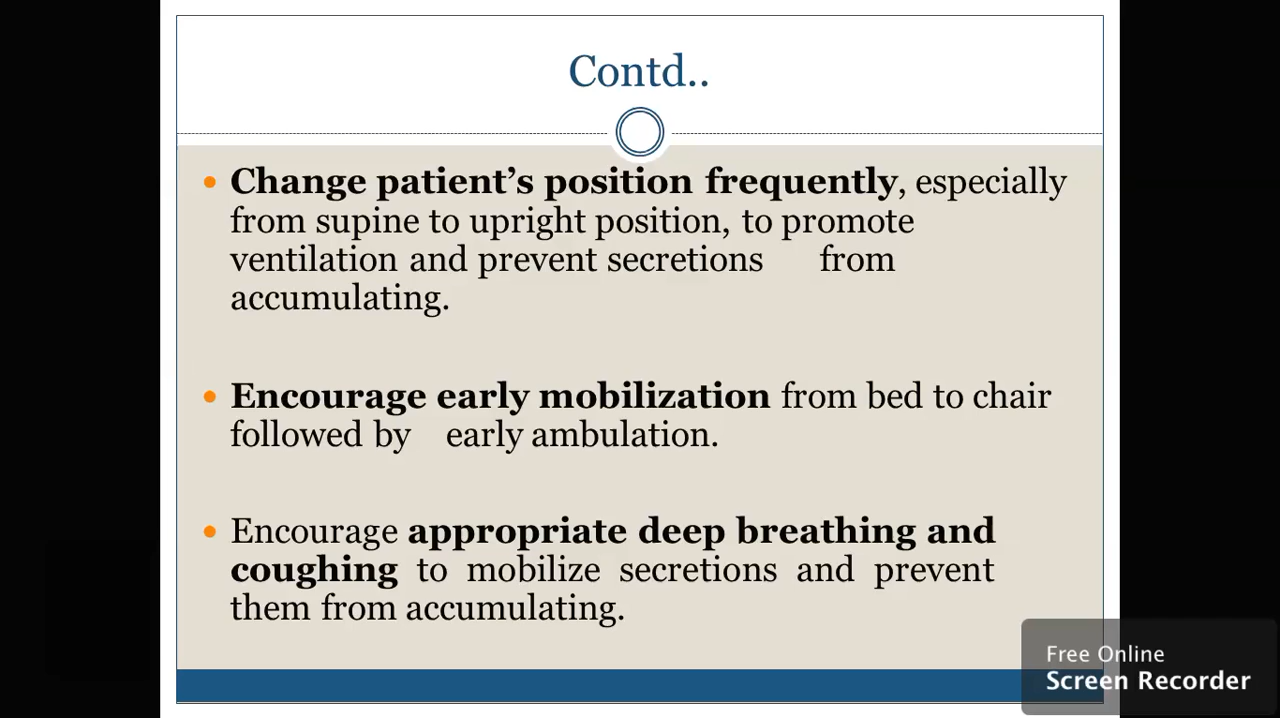 Contd..
• Change patient’s position frequently, especially
from supine to upright position, to promote
ventilation and prevent secretions from
accumulating.
• Encourage early mobilization from bed to chair
followed by early ambulation.
• Encourage appropriate deep breathing and
coughing to mobilize secretions and prevent
them from accumulating.
Free Online
Screen Recorder